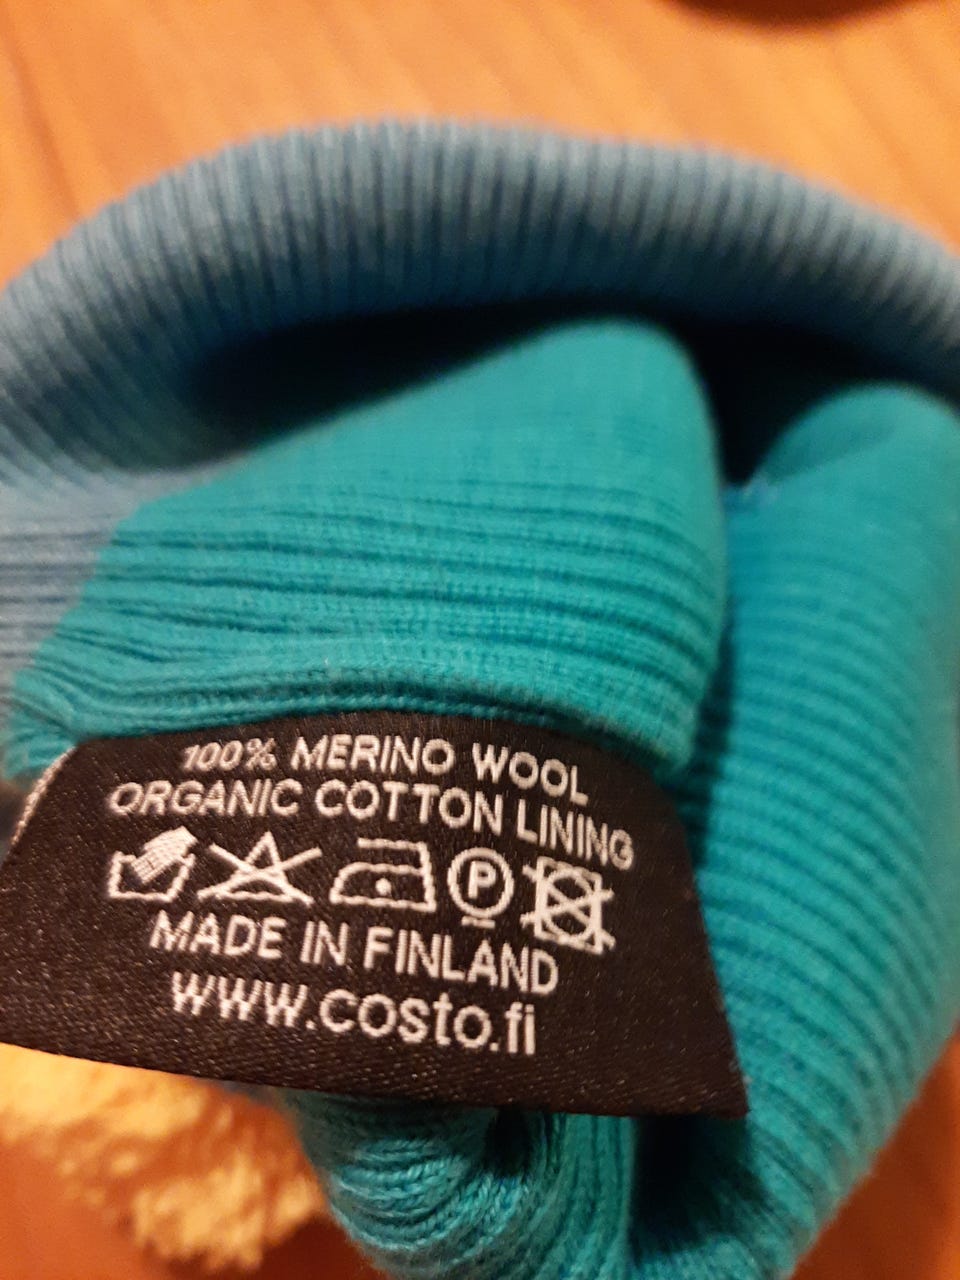 100% MERINO WOOL
ORGANIC COTTON LINING
P
MADE IN FINLAND
www.costo.fi